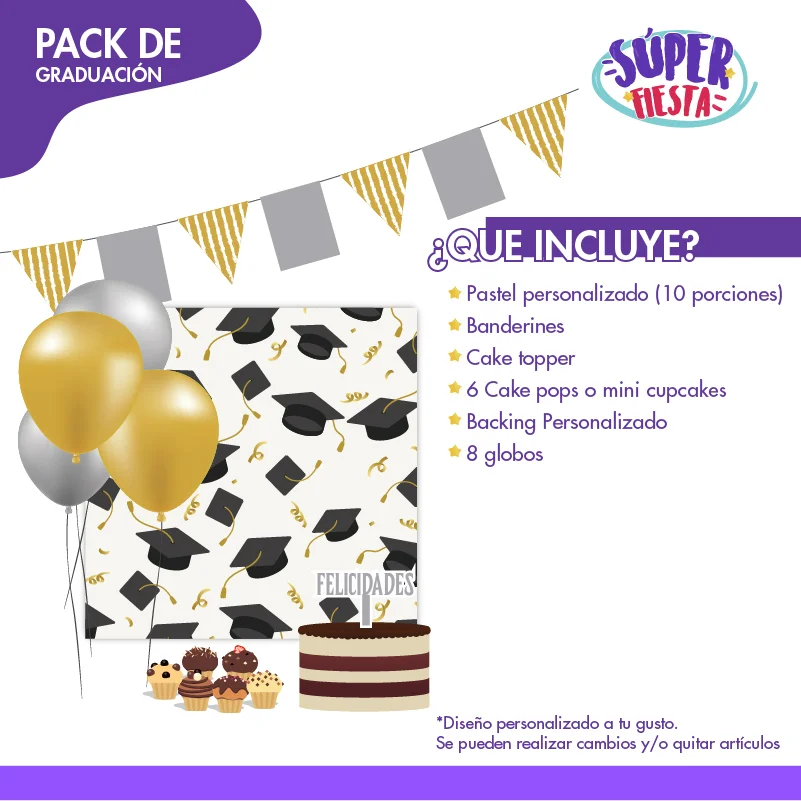 PACK DE
GRADUACIÓN
SÚPER
FIESTA
¿QUE INCLUYE?
Pastel personalizado (10 porciones)
Banderines
Cake topper
6 Cake pops o mini cupcakes
Backing Personalizado
8 globos
FELICIDADES
*Diseño personalizado a tu gusto.
Se pueden realizar cambios y/o quitar artículos